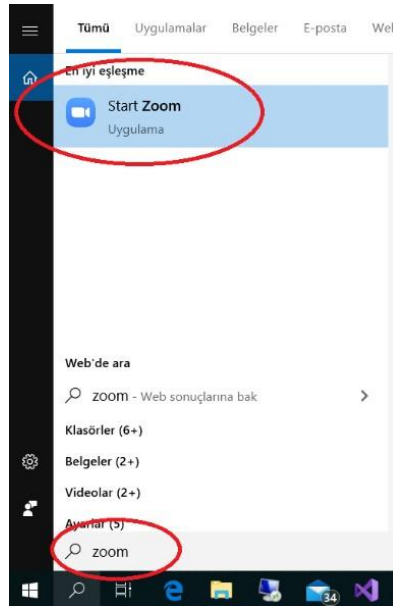 Tümü Uygulamalar Belgeler E-posta Wel
En iyi eşleşme
Start Zoom
Uygulama
Web'de ara
zoom - Web sonuçlarına bak
Klasörler (6+)
Belgeler (2+)
Videolar (2+)
Ayarlar (5)
zoom
34